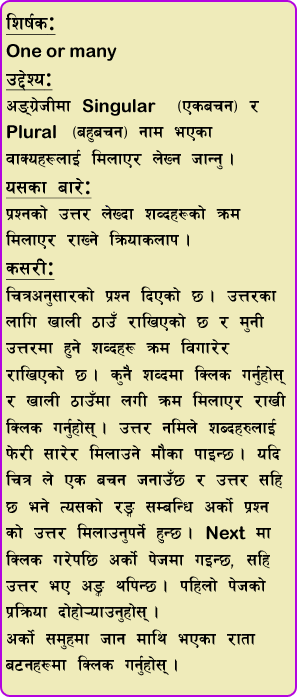 शिर्षक:
One or many
उद्देश्य:
अङ्ग्रेजीमा Singular (एकबचन) र
Plural (बहुबचन) नाम भएका
वाक्यहरूलाई मिलाएर लेख्न जान्नु ।
यसका बारे:
प्रश्नको उत्तर लेख्दा शब्दहरूको क्रम
मिलाएर राख्ने क्रियाकलाप ।
कसरी:
चित्रअनुसारको प्रश्न दिएको छ । उत्तरका
लागि खाली ठाउँ राखिएको छ र मुनी
उत्तरमा हुने शब्दहरू क्रम विगारेर
राखिएको छ । कुनै शब्दमा क्लिक गर्नुहोस्
र खाली ठाउँमा लगी क्रम मिलाएर राखी
क्लिक गर्नुहोस् । उत्तर नमिले शब्दहरुलाई
फेरी सारेर मिलाउने मौका पाइन्छ । यदि
चित्र ले एक बचन जनाउँछ र उत्तर सहि
छ भने त्यसको रङ्ग सम्बन्धि अर्को प्रश्न
को उत्तर मिलाउनुपर्ने हुन्छ । Next मा
क्लिक गरेपछि अर्को पेजमा गइन्छ, सहि
उत्तर भए अङ्क थपिन्छ । पहिलो पेजको
प्रक्रिया दोहोऱ्याउनुहोस् ।
अर्को समुहमा जान माथि भएका राता
बटनहरूमा क्लिक गर्नुहोस् ।